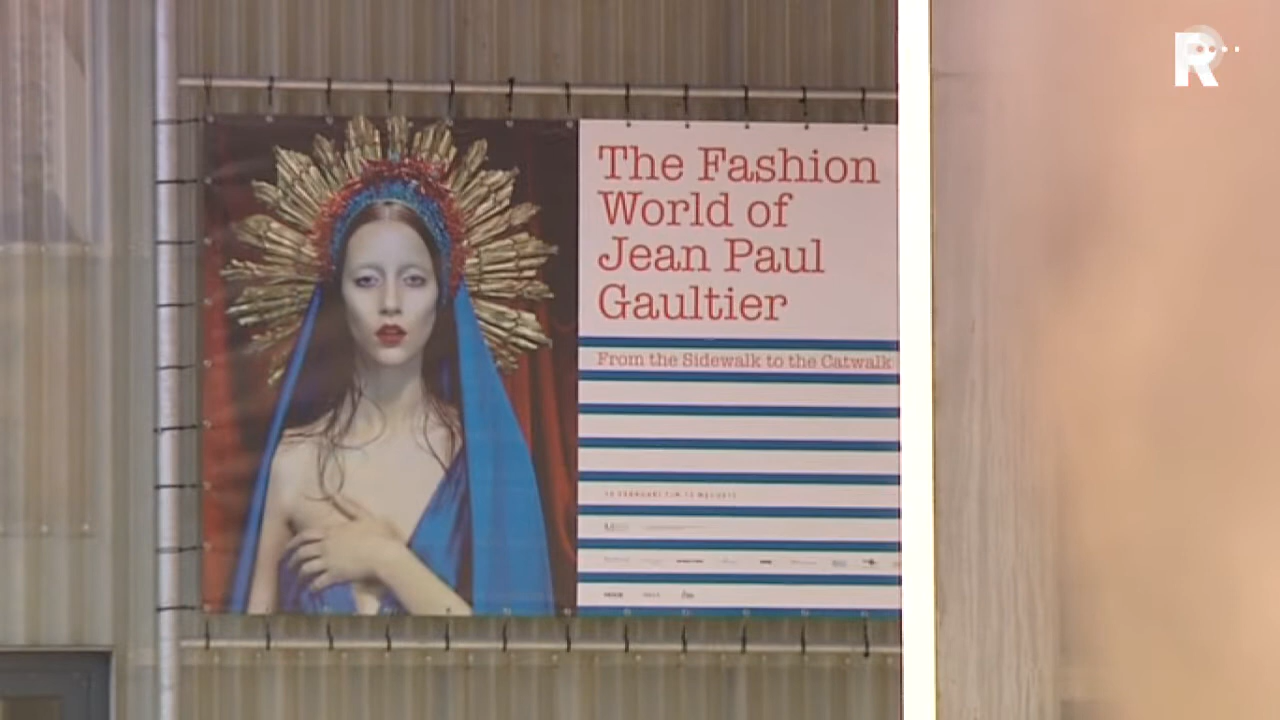 The Fashion
World of
Jean Paul
Gaultier
From the Sidewalk to the Catwalk
R